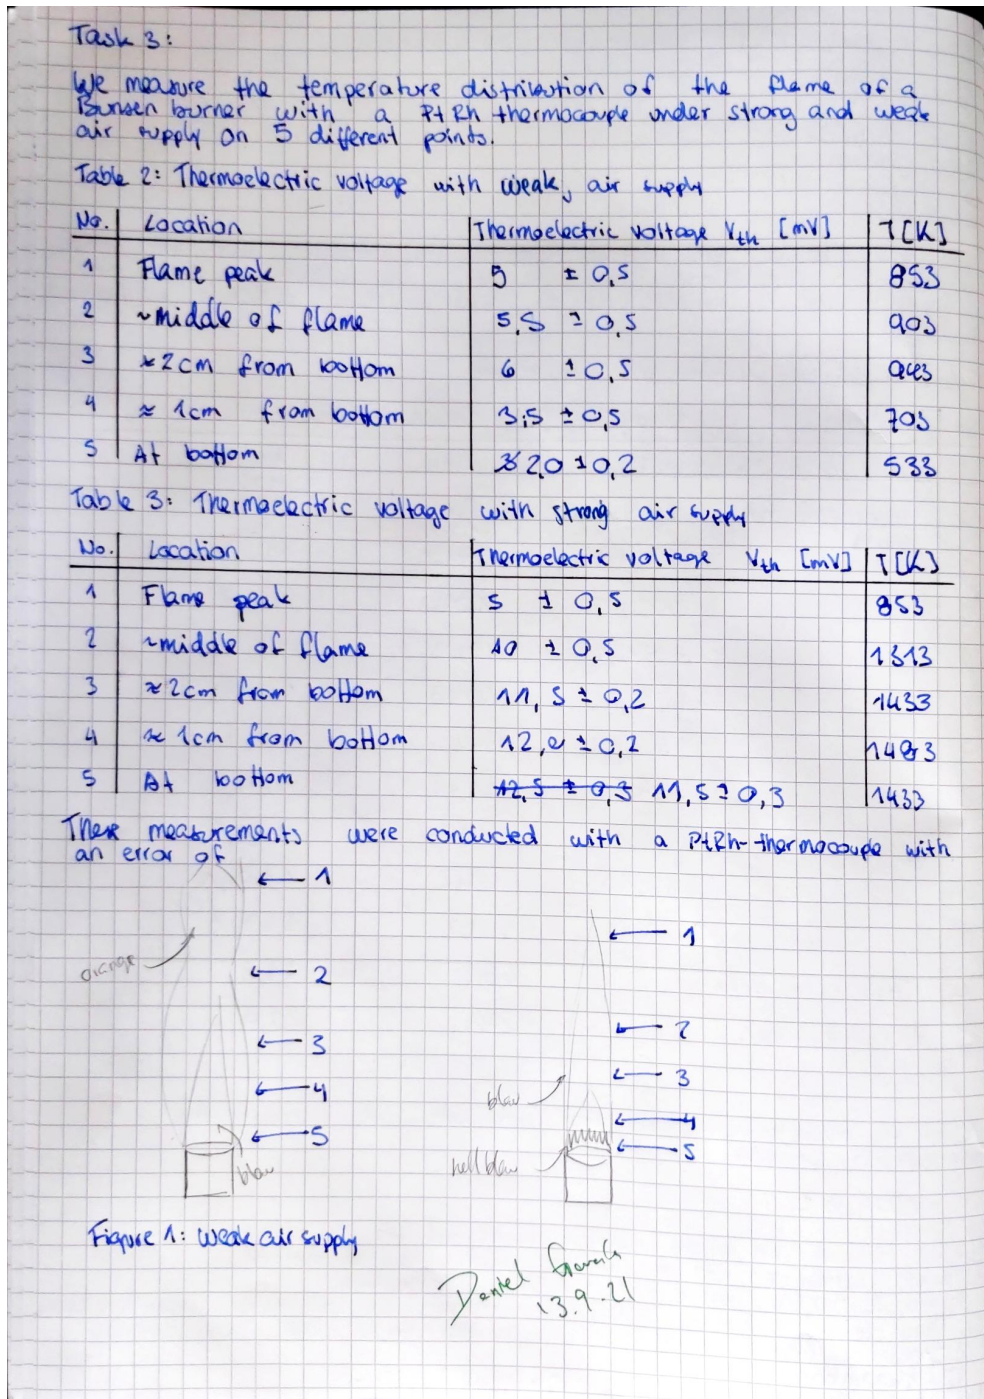 Task 3:
We measure the temperature distribution of the flame of a
Bunsen burner with a PtRh thermocouple under strong and weak
air supply on 5 different points.
Table 2: Thermoelectric voltage with weak, air supply
No. Location Thermoelectric voltage Vth [mV] T[K]
1 Flame peak 5 ± 0,5 853
2 ~middle of flame 5,5 ± 0,5 903
3 ≈2cm from bottom 6 ± 0,5 943
4 ≈ 1cm from bottom 3,5 ± 0,5 703
5 At bottom 2,0 ± 0,2 533
Table 3: Thermoelectric voltage with strong air supply
No. Location Thermoelectric voltage Vth [mV] T[K]
1 Flame peak 5 ± 0,5 853
2 ~middle of flame 10 ± 0,5 1313
3 ≈2cm from bottom 11,5 ± 0,2 1433
4 ≈ 1cm from bottom 12,0 ± 0,2 1483
5 At bottom 12,5 ± 0,3 11,5 ± 0,3 1433
These measurements were conducted with a PtRh-thermocouple with
an error of
1
orange
2
3
4
5
blau
1
2
3
blau
4
5
hellblau
Figure 1: Weak air supply
Daniel
13.9.21